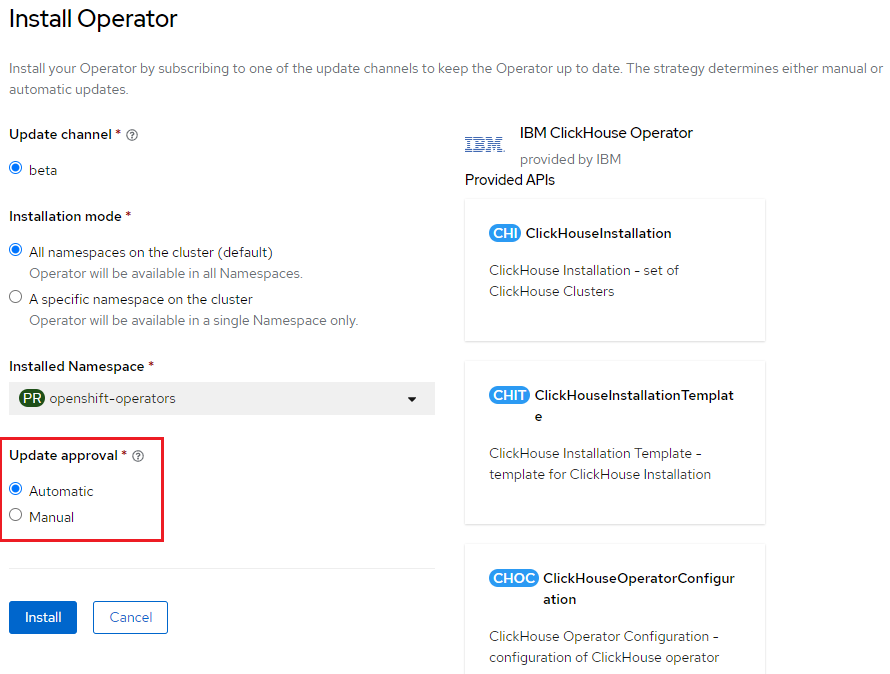 Install Operator
Install your Operator by subscribing to one of the update channels to keep the Operator up to date. The strategy determines either manual or
automatic updates.
Update channel *
beta
Installation mode *
All namespaces on the cluster (default)
Operator will be available in all Namespaces.
A specific namespace on the cluster
Operator will be available in a single Namespace only.
Installed Namespace *
PR openshift-operators
Update approval *
Automatic
Manual
Install Cancel
IBM
IBM ClickHouse Operator
provided by IBM
Provided APIs
CHI ClickHouseInstallation
ClickHouse Installation - set of
ClickHouse Clusters
CHIT ClickHouseInstallationTemplat
e
ClickHouse Installation Template -
template for ClickHouse Installation
CHOC ClickHouseOperatorConfigur
ation
ClickHouse Operator Configuration -
configuration of ClickHouse operator